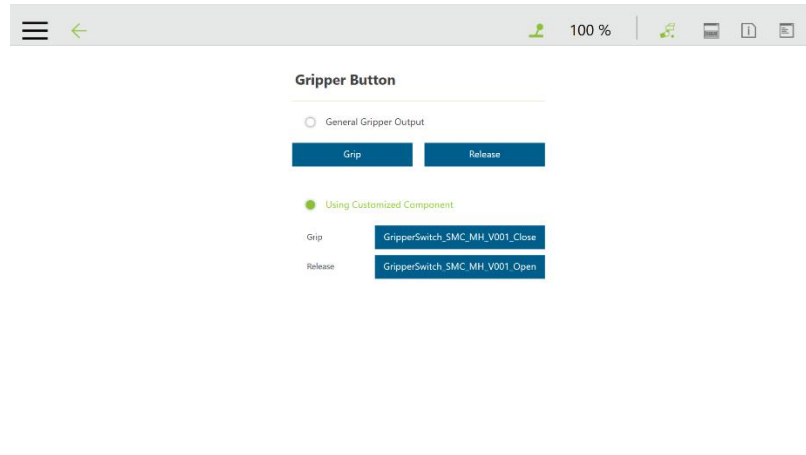 100 %
Gripper Button
General Gripper Output
Grip Release
Using Customized Component
Grip GripperSwitch_SMC_MH_V001_Close
Release GripperSwitch_SMC_MH_V001_Open